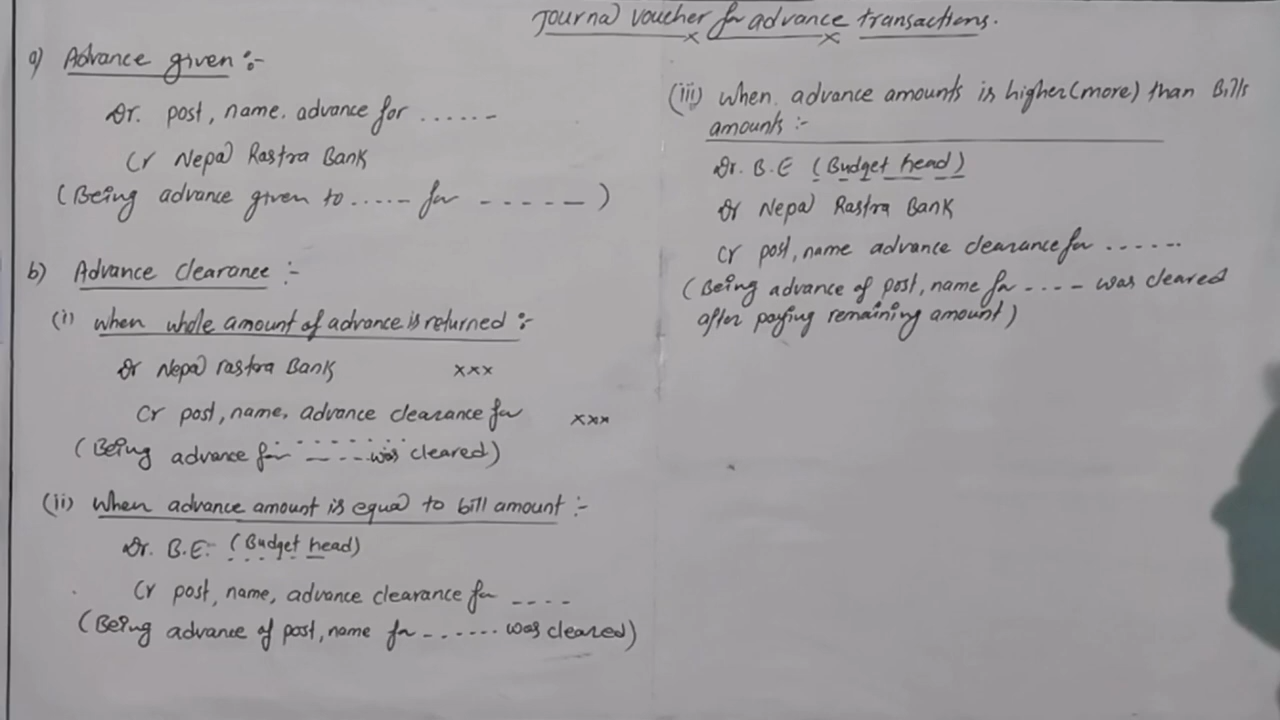 Journal voucher for advance transactions.
a) Advance given :-
Dr. post, name, advance for ......
Cr Nepal Rastra Bank
(Being advance given to ..... for -----)
b) Advance clearance :-
(i) when whole amount of advance is returned :-
Dr Nepal rastra Bank xxx
Cr post, name, advance clearance for xxx
(Being advance for ------- was cleared)
(ii) When advance amount is equal to bill amount :-
Dr. B.E. (Budget head)
Cr post, name, advance clearance for ----
(Being advance of post, name for ------- was cleared)
(iii) when advance amounts is higher (more) than Bills
amounts :-
Dr. B.E (Budget head)
Dr Nepal Rastra Bank
Cr post, name advance clearance for ......
(Being advance of post, name for ---- was cleared
after paying remaining amount)